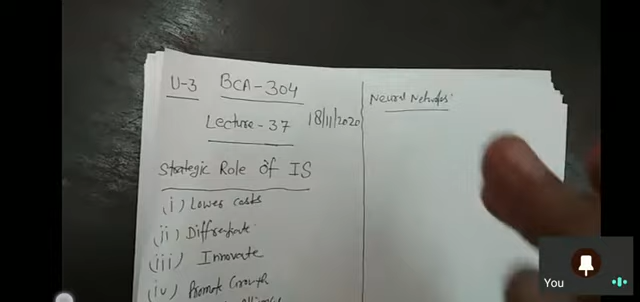 U-3 BCA-304
Lecture-37 18/11/2020
Strategic Role of IS
(i) Lower costs
(ii) Differentiate
(iii) Innovate
(iv) Promote Growth
Neural Networks:
You